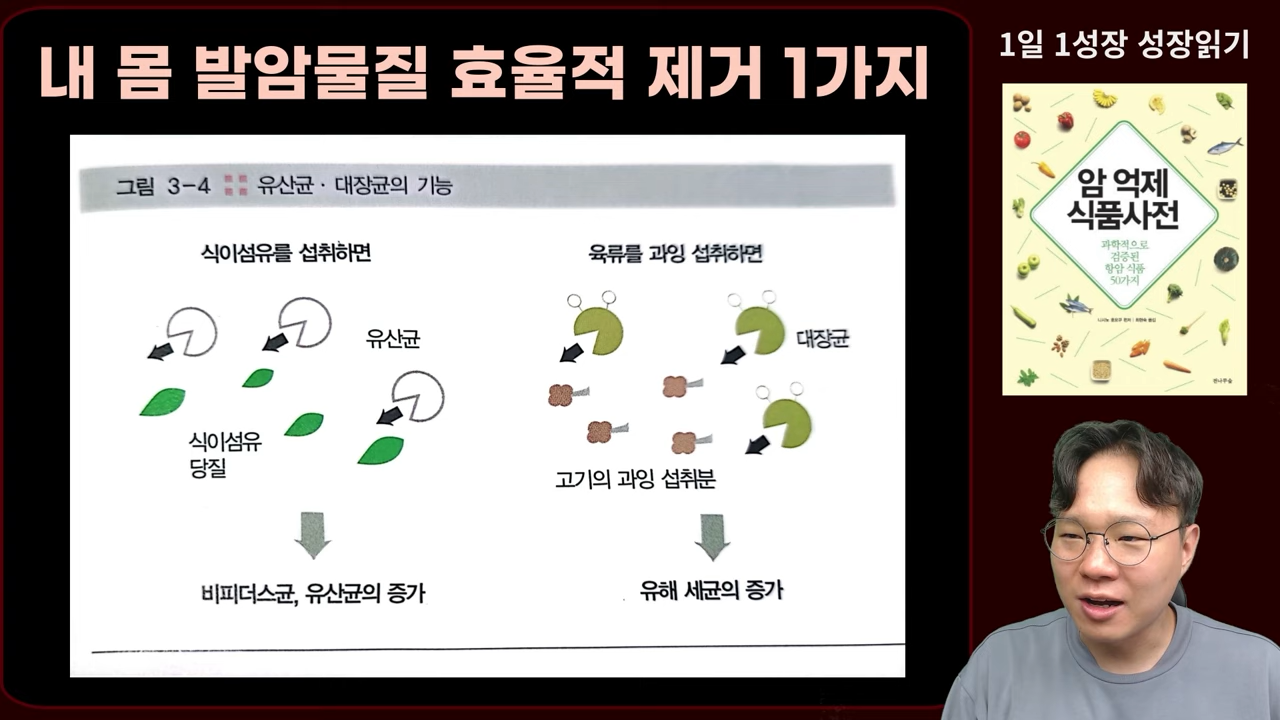 내 몸 발암물질 효율적 제거 1가지
1일 1성장 성장읽기
그림 3-4 유산균·대장균의 기능
식이섬유를 섭취하면
유산균
식이섬유
당질
비피더스균, 유산균의 증가
육류를 과잉 섭취하면
대장균
고기의 과잉 섭취분
유해 세균의 증가
암 억제
식품사전
과학적으로
검증된
항암 식품
50가지
전나무숲